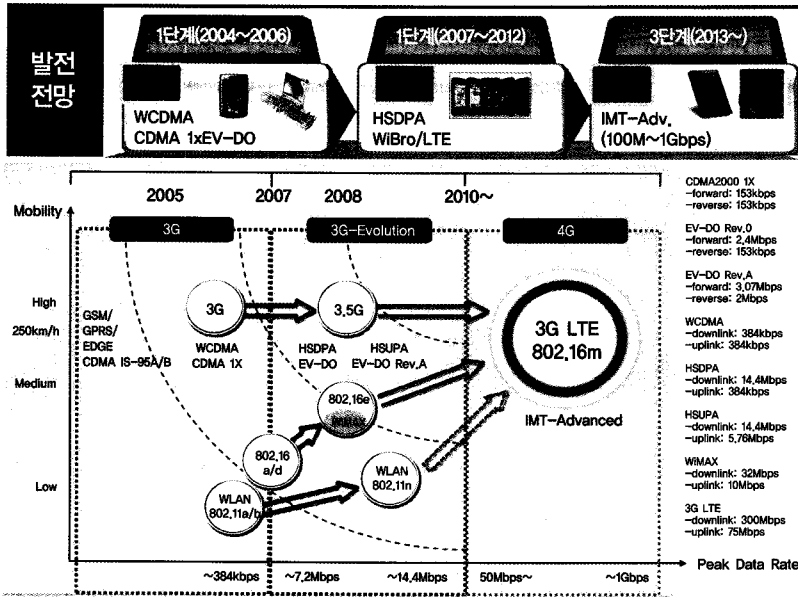 발전
전망
1단계(2004~2006)
WCDMA
CDMA 1xEV-DO
1단계(2007~2012)
HSDPA
WiBro/LTE
3단계(2013~)
IMT-Adv.
(100M~1Gbps)
2005
2007
2008
2010~
Mobility
3G
3G-Evolution
4G
High
250km/h
Medium
Low
GSM/
GPRS/
EDGE
CDMA IS-95A/B
3G
WCDMA
CDMA 1X
3.5G
HSDPA
EV-DO
HSUPA
EV-DO Rev.A
802.16e
802.16
a/d
WLAN
802.11a/b
WLAN
802.11n
3G LTE
802.16m
IMT-Advanced
~384kbps
~7.2Mbps
~14.4Mbps
50Mbps~
~1Gbps
Peak Data Rate
CDMA2000 1X
-forward: 153kbps
-reverse: 153kbps
EV-DO Rev.0
-forward: 2.4Mbps
-reverse: 153kbps
EV-DO Rev.A
-forward: 3.07Mbps
-reverse: 2Mbps
WCDMA
-downlink: 384kbps
-uplink: 384kbps
HSDPA
-downlink: 14.4Mbps
-uplink: 384kbps
HSUPA
-downlink: 14.4Mbps
-uplink: 5.76Mbps
WiMAX
-downlink: 32Mbps
-uplink: 10Mbps
3G LTE
-downlink: 300Mbps
-uplink: 75Mbps